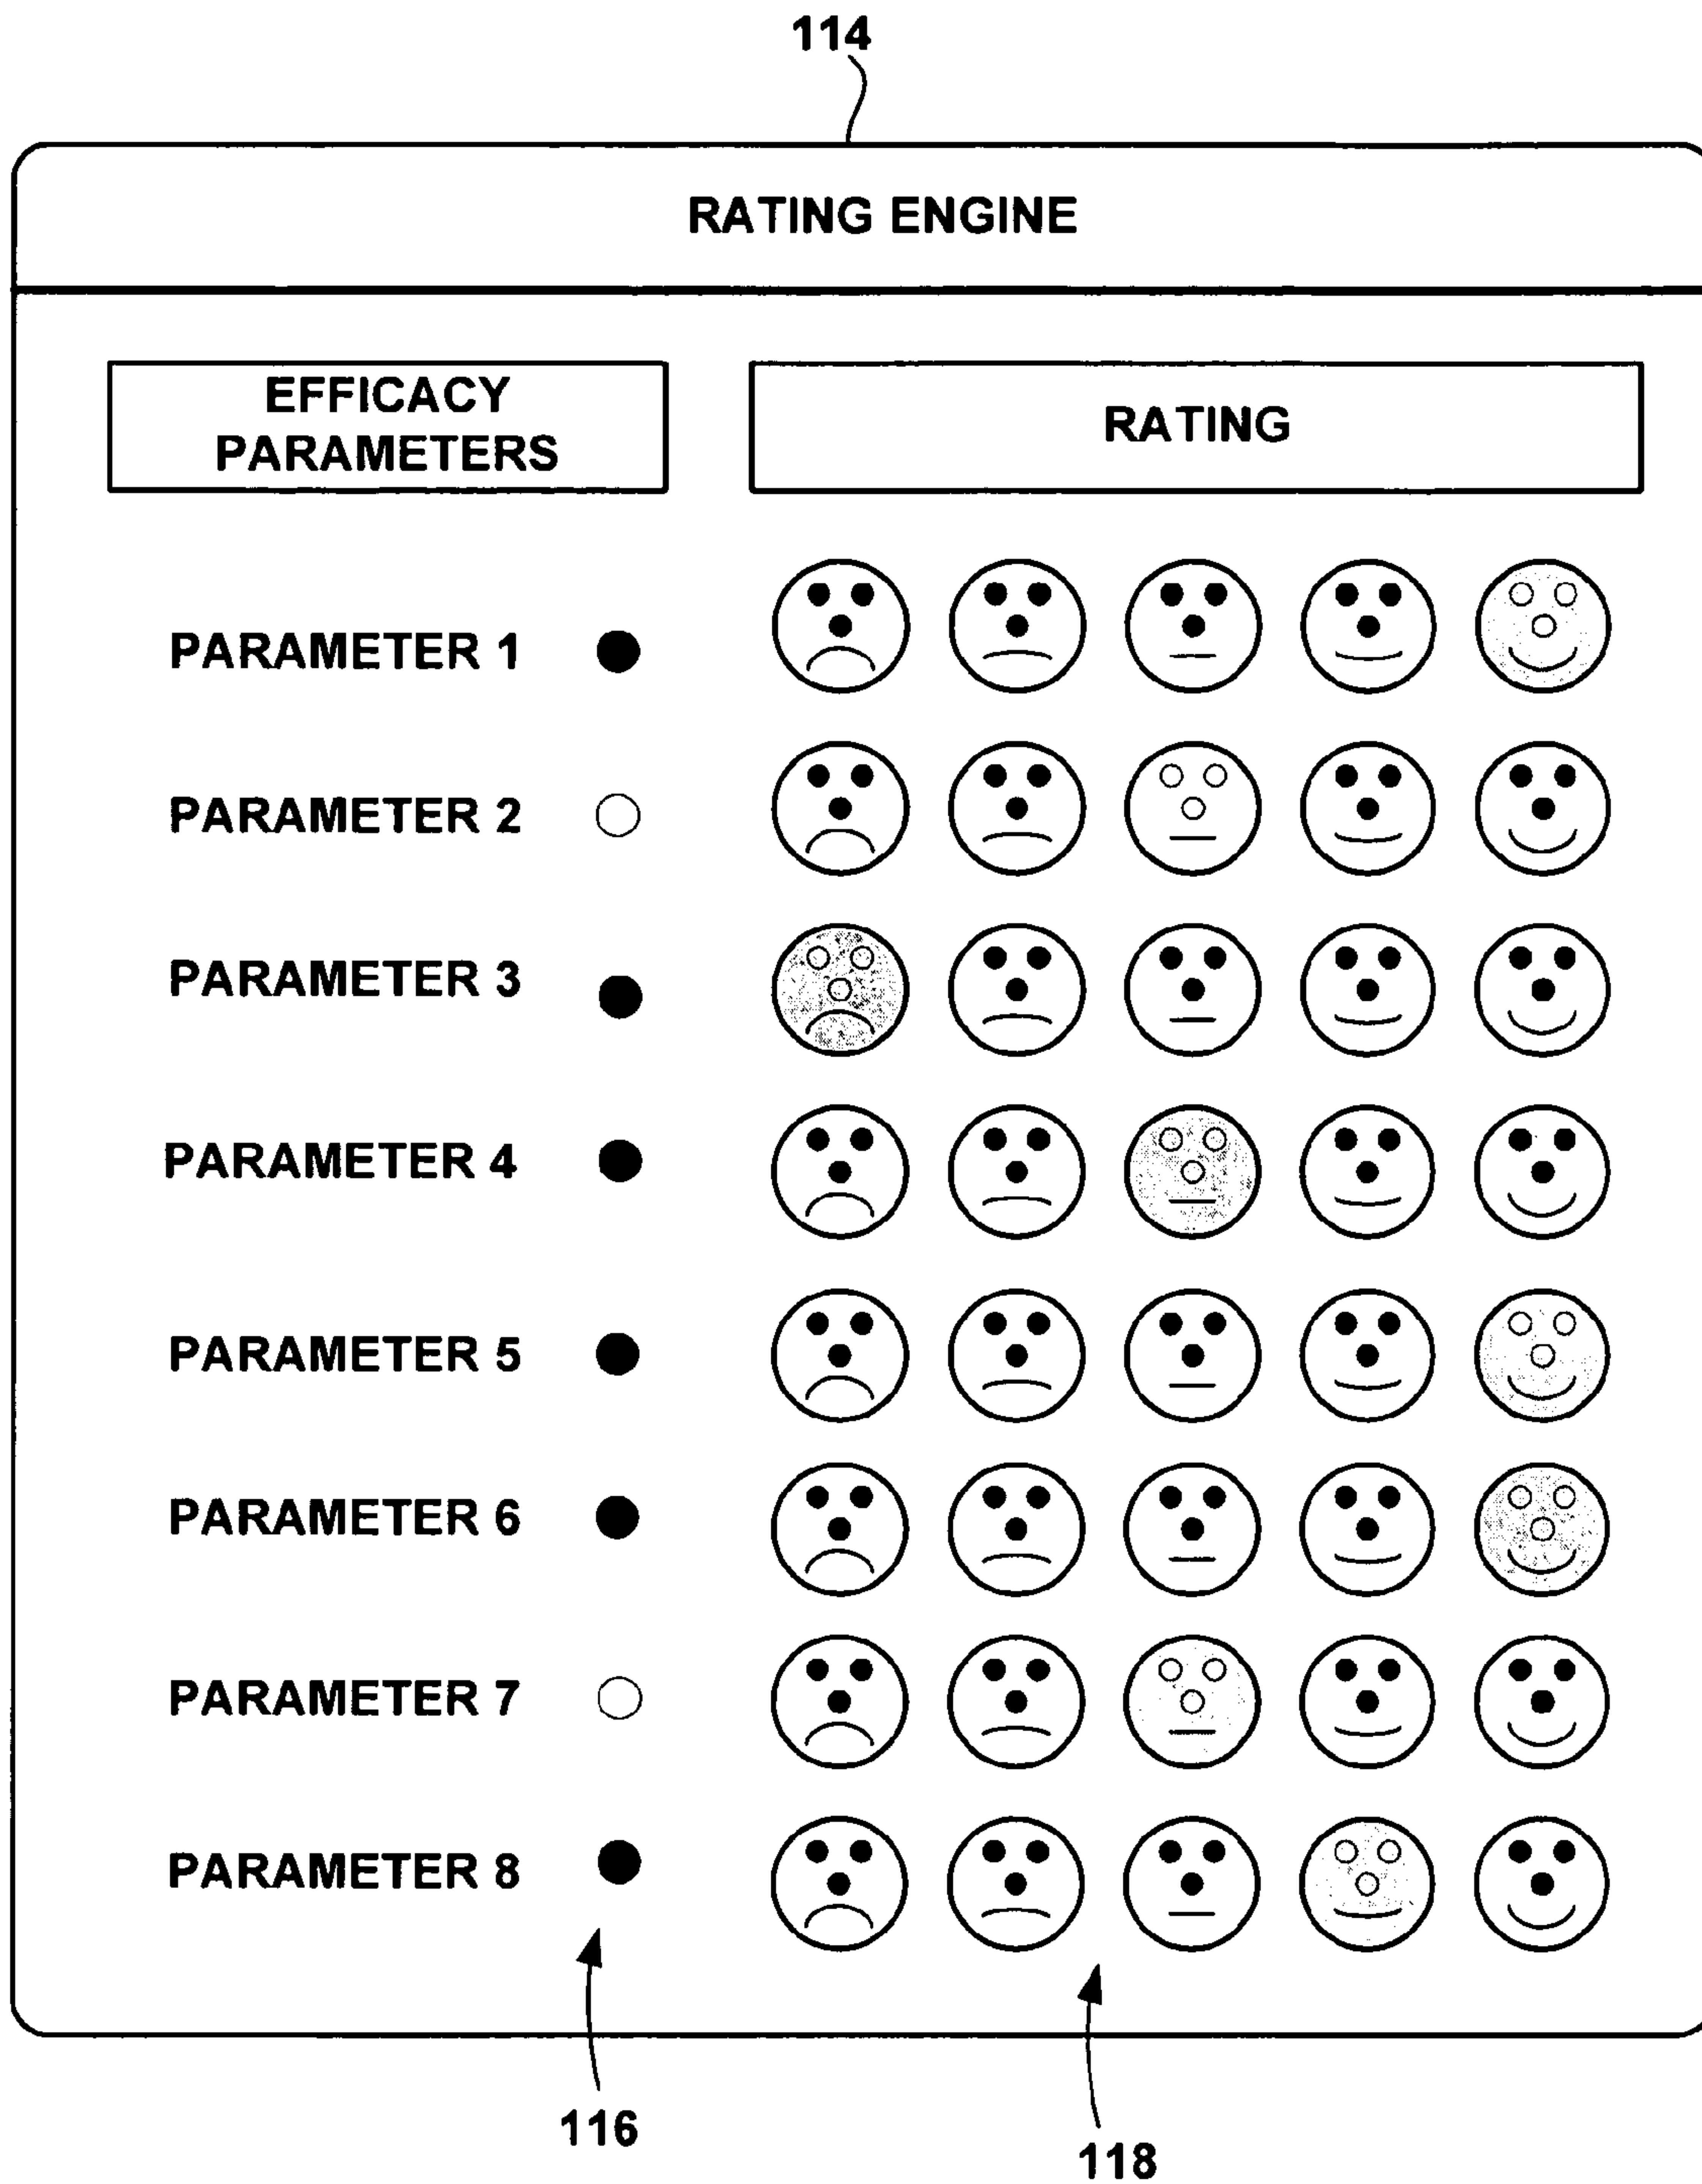 114
RATING ENGINE
EFFICACY
PARAMETERS
RATING
PARAMETER 1
PARAMETER 2
PARAMETER 3
PARAMETER 4
PARAMETER 5
PARAMETER 6
PARAMETER 7
PARAMETER 8
116
118